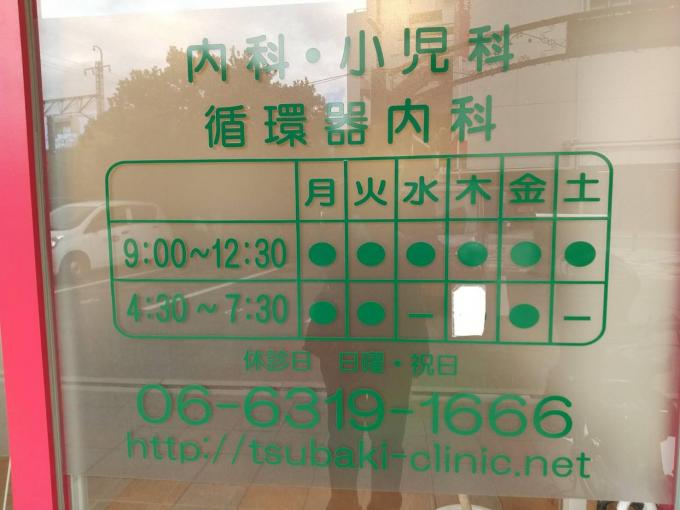 内科・小児科
循環器内科
月 火 水 木 金 土
9:00~12:30 ● ● ● ● ● ●
4:30~7:30 ● ● － ● －
休診日 日曜・祝日
06-6319-1666
http://tsubaki-clinic.net